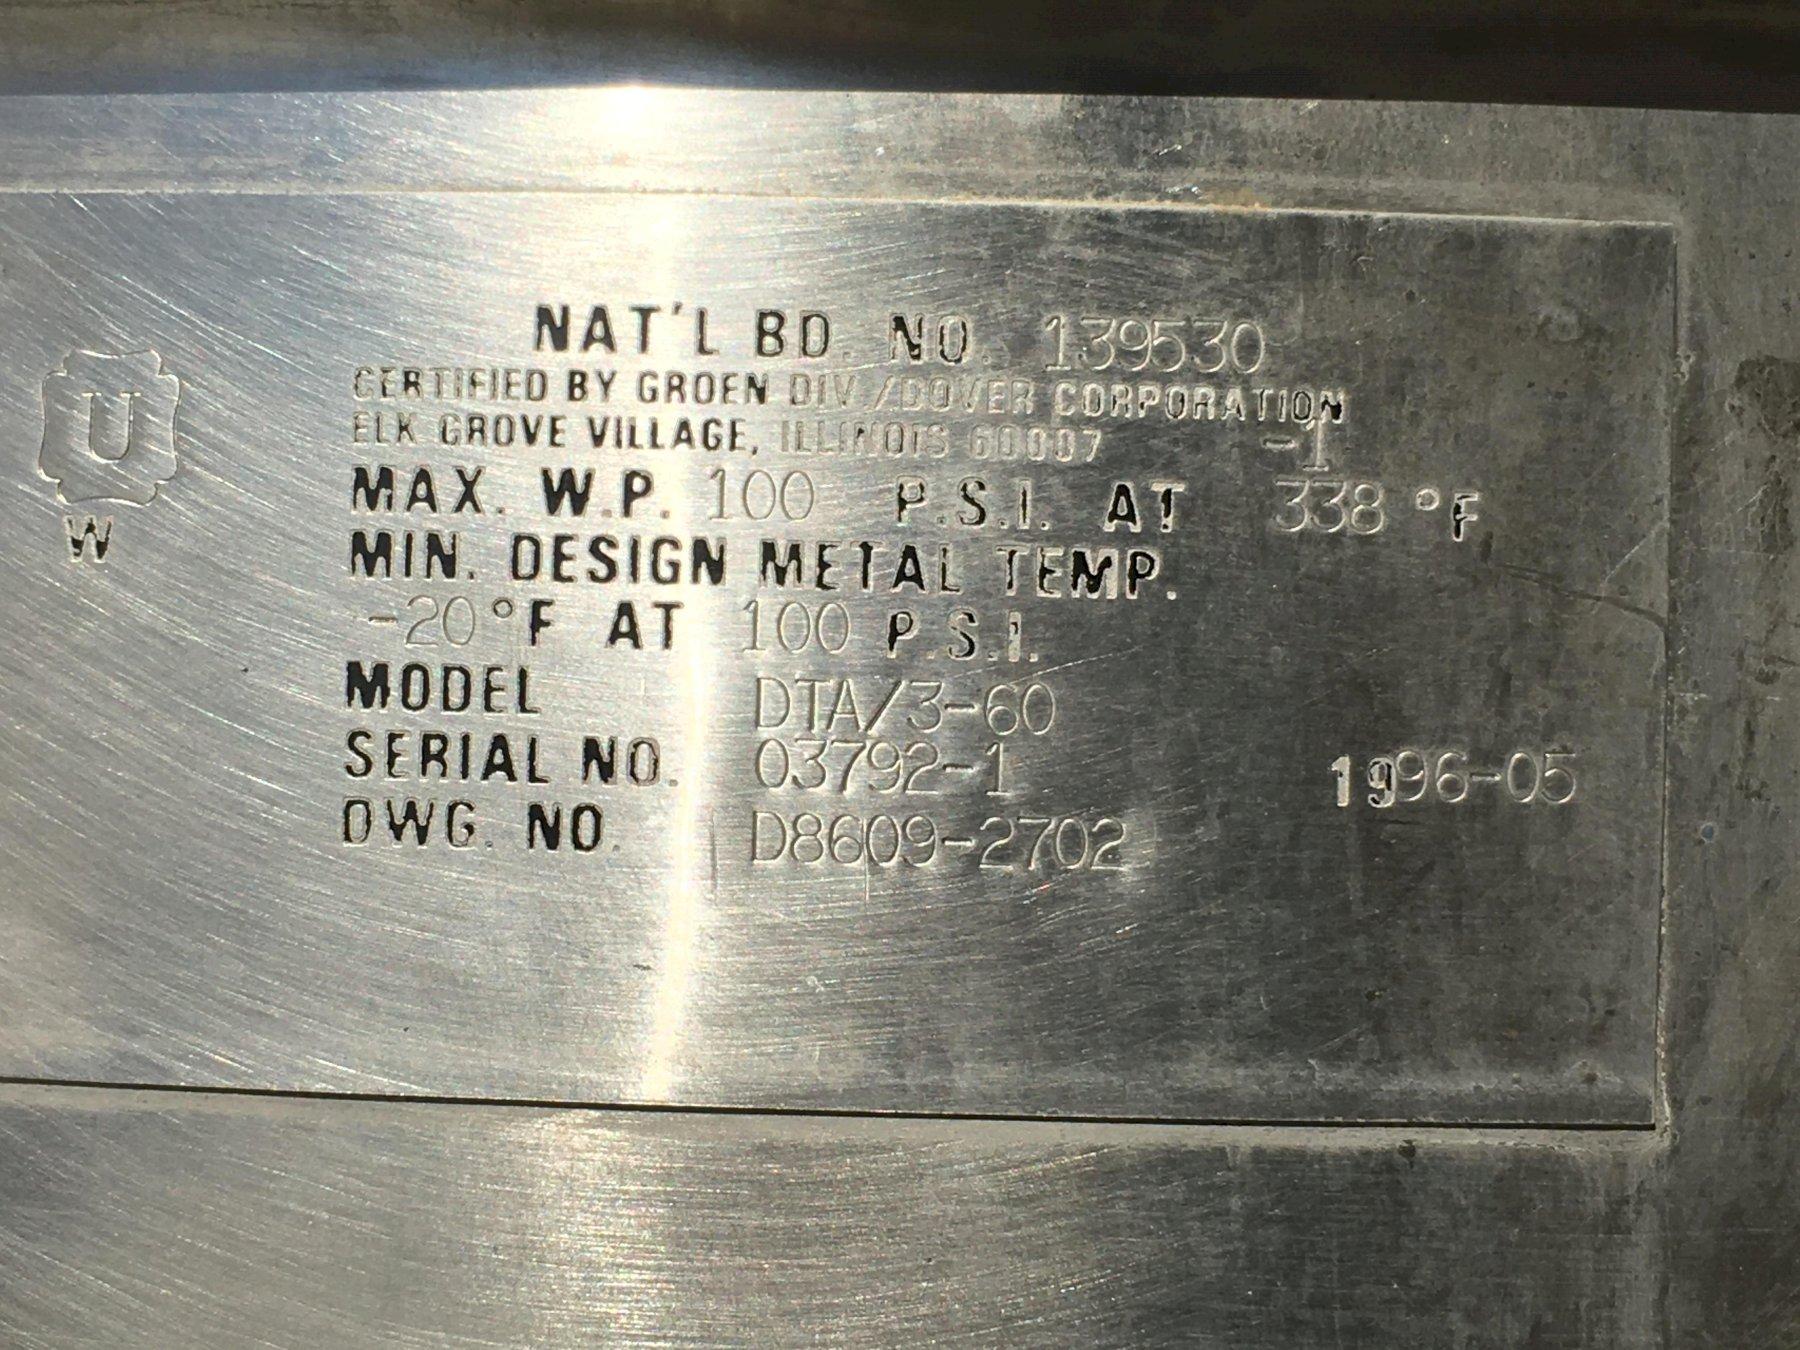 NAT'L BD. NO. 139530
CERTIFIED BY GROEN DIV./DOVER CORPORATION
ELK GROVE VILLAGE, ILLINOIS 60007 -1
U
MAX. W.P. 100 P.S.I. AT 338 °F
W
MIN. DESIGN METAL TEMP.
-20°F AT 100 P.S.I.
MODEL DTA/3-60
SERIAL NO. 03792-1 1996-05
DWG. NO. D8609-2702